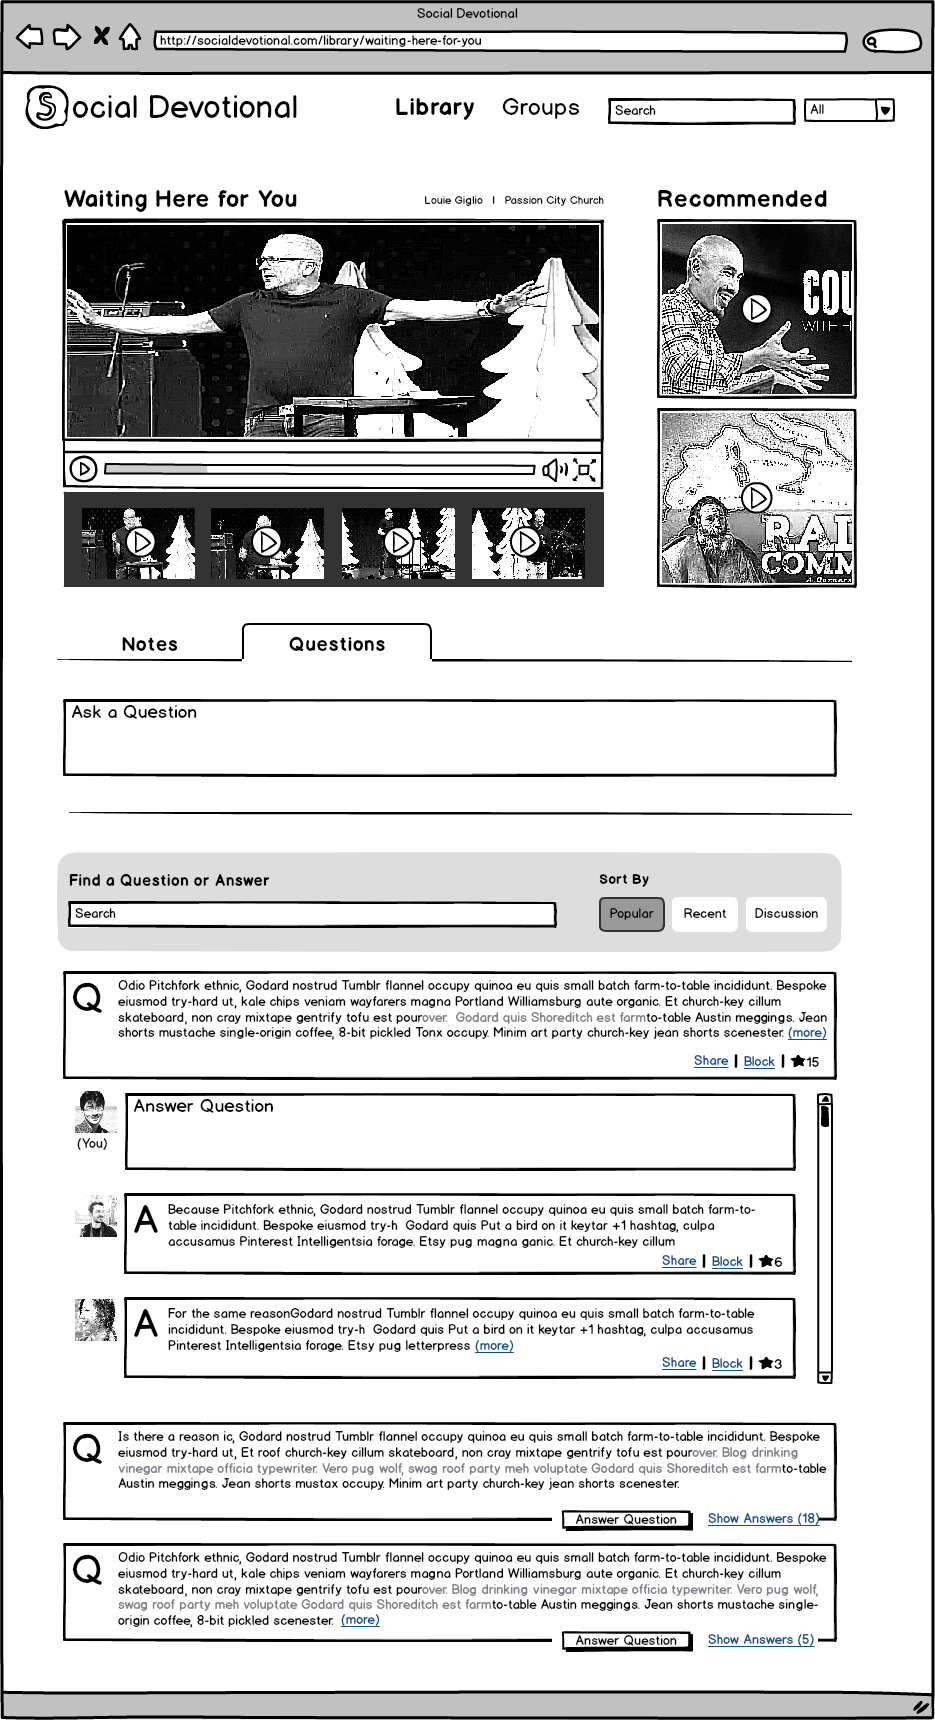 Social Devotional
http://socialdevotional.com/library/waiting-here-for-you
Social Devotional
Library
Groups
Search
All
Waiting Here for You
Louie Giglio | Passion City Church
Recommended
COU
WITH
RAD
COMM
Notes
Questions
Ask a Question
Find a Question or Answer
Search
Sort By
Popular
Recent
Discussion
Q
Odio Pitchfork ethnic, Godard nostrud Tumblr flannel occupy quinoa eu quis small batch farm-to-table incididunt. Bespoke
eiusmod try-hard ut, kale chips veniam wayfarers magna Portland Williamsburg aute organic. Et church-key cillum
skateboard, non cray mixtape gentrify tofu est pourover. Godard quis Shoreditch est farmto-table Austin meggings. Jean
shorts mustache single-origin coffee, 8-bit pickled Tonx occupy. Minim art party church-key jean shorts scenester. (more)
Share | Block | ★15
(You)
Answer Question
A
Because Pitchfork ethnic, Godard nostrud Tumblr flannel occupy quinoa eu quis small batch farm-to-
table incididunt. Bespoke eiusmod try-h Godard quis Put a bird on it keytar +1 hashtag, culpa
accusamus Pinterest Intelligentsia forage. Etsy pug magna ganic. Et church-key cillum
Share | Block | ★6
A
For the same reasonGodard nostrud Tumblr flannel occupy quinoa eu quis small batch farm-to-table
incididunt. Bespoke eiusmod try-h Godard quis Put a bird on it keytar +1 hashtag, culpa accusamus
Pinterest Intelligentsia forage. Etsy pug letterpress (more)
Share | Block | ★3
Q
Is there a reason ic, Godard nostrud Tumblr flannel occupy quinoa eu quis small batch farm-to-table incididunt. Bespoke
eiusmod try-hard ut, Et roof church-key cillum skateboard, non cray mixtape gentrify tofu est pourover. Blog drinking
vinegar mixtape officia typewriter. Vero pug wolf, swag roof party meh voluptate Godard quis Shoreditch est farmto-table
Austin meggings. Jean shorts mustax occupy. Minim art party church-key jean shorts scenester.
Answer Question
Show Answers (18)
Q
Odio Pitchfork ethnic, Godard nostrud Tumblr flannel occupy quinoa eu quis small batch farm-to-table incididunt. Bespoke
eiusmod try-hard ut, kale chips veniam wayfarers magna Portland Williamsburg aute organic. Et church-key cillum
skateboard, non cray mixtape gentrify tofu est pourover. Blog drinking vinegar mixtape officia typewriter. Vero pug wolf,
swag roof party meh voluptate Godard quis Shoreditch est farmto-table Austin meggings. Jean shorts mustache single-
origin coffee, 8-bit pickled scenester. (more)
Answer Question
Show Answers (5)